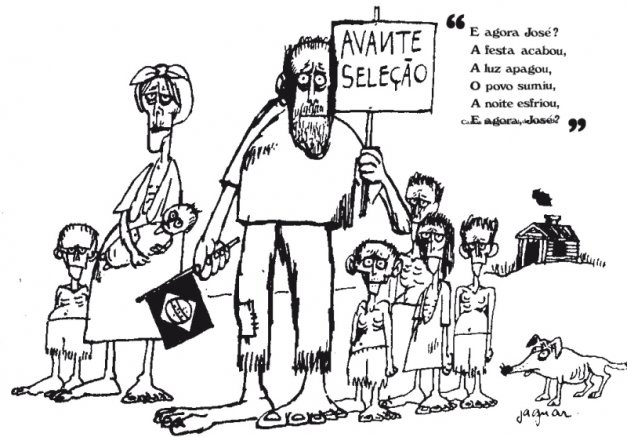 AVANTE
SELEÇÃO
“ E agora José?
A festa acabou,
A luz apagou,
O povo sumiu,
A noite esfriou,
E agora, José? ”
jaguar